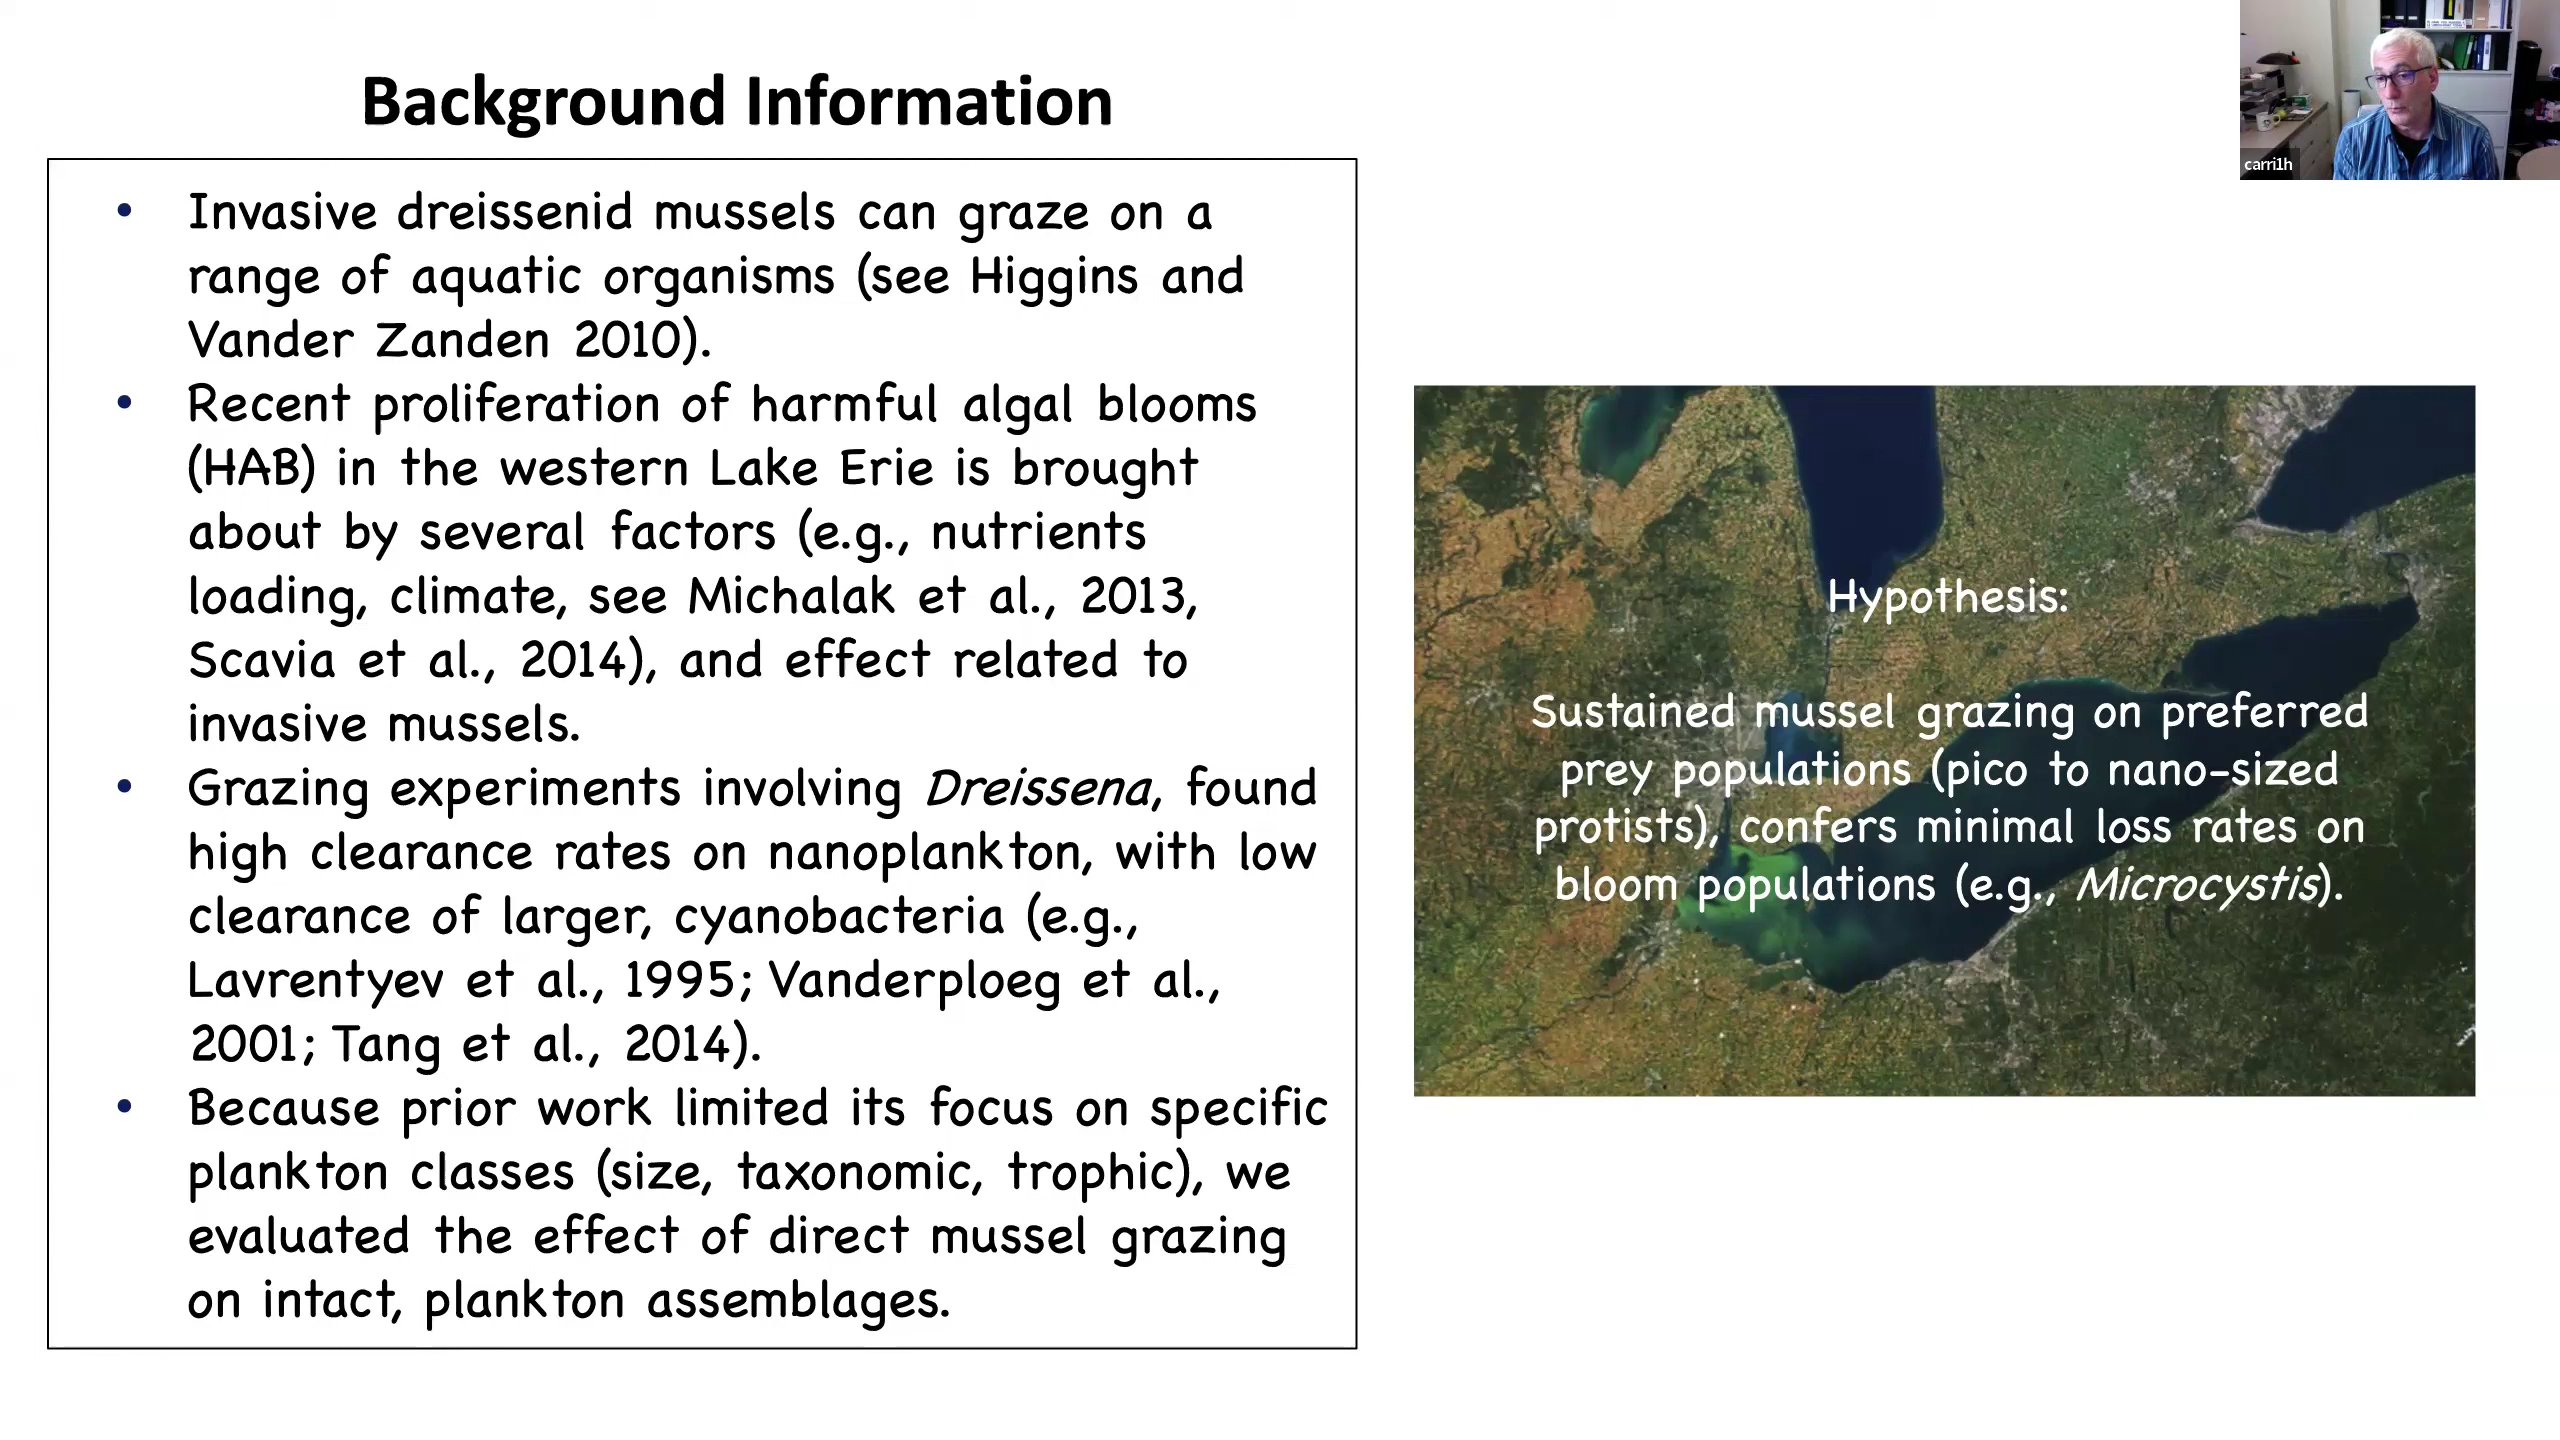 Background Information
• Invasive dreissenid mussels can graze on a
range of aquatic organisms (see Higgins and
Vander Zanden 2010).
• Recent proliferation of harmful algal blooms
(HAB) in the western Lake Erie is brought
about by several factors (e.g., nutrients
loading, climate, see Michalak et al., 2013,
Scavia et al., 2014), and effect related to
invasive mussels.
• Grazing experiments involving Dreissena, found
high clearance rates on nanoplankton, with low
clearance of larger, cyanobacteria (e.g.,
Lavrentyev et al., 1995; Vanderploeg et al.,
2001; Tang et al., 2014).
• Because prior work limited its focus on specific
plankton classes (size, taxonomic, trophic), we
evaluated the effect of direct mussel grazing
on intact, plankton assemblages.
Hypothesis:
Sustained mussel grazing on preferred
prey populations (pico to nano-sized
protists), confers minimal loss rates on
bloom populations (e.g., Microcystis).
carri1h